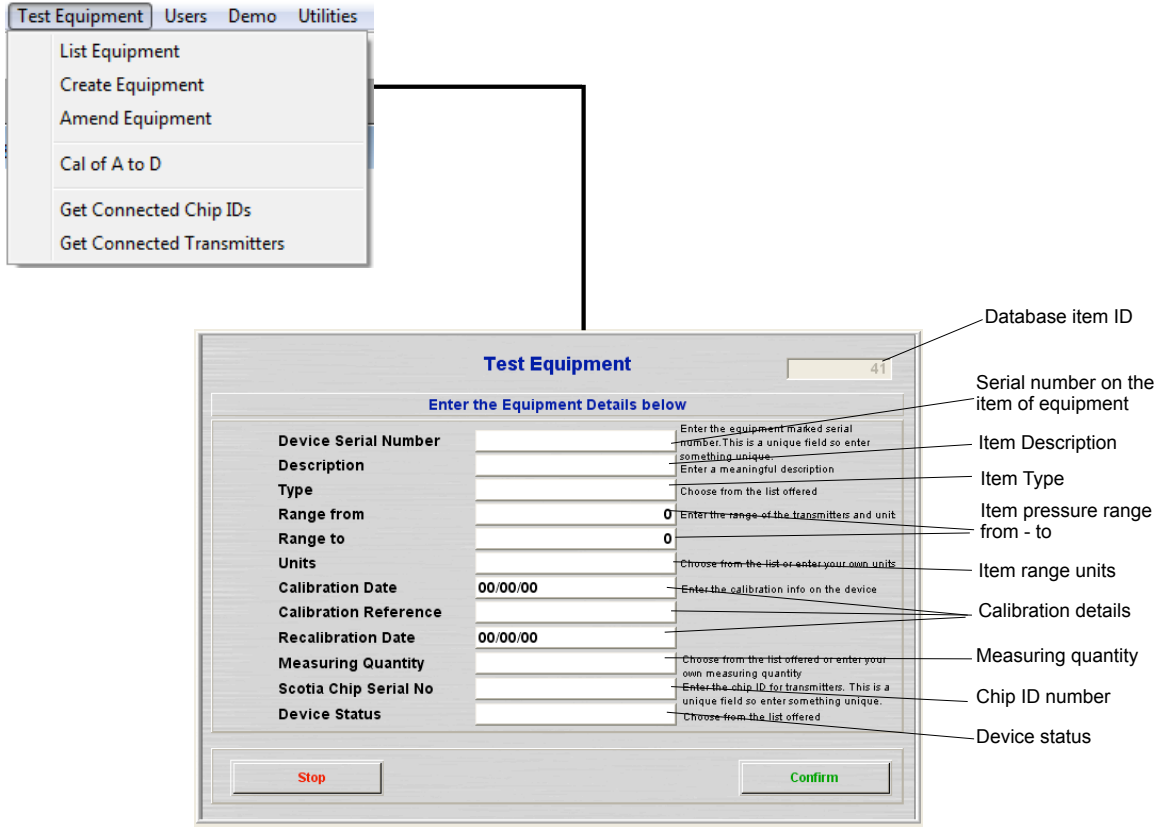 Test Equipment Users Demo Utilities
List Equipment
Create Equipment
Amend Equipment
Cal of A to D
Get Connected Chip IDs
Get Connected Transmitters
Test Equipment
41
Enter the Equipment Details below
Device Serial Number
Enter the equipment marked serial
number.This is a unique field so enter
something unique.
Description
Enter a meaningful description
Type
Choose from the list offered
Range from
0
Enter the range of the transmitters and unit
Range to
0
Units
Choose from the list or enter your own units
Calibration Date
00/00/00
Enter the calibration info on the device
Calibration Reference
Recalibration Date
00/00/00
Measuring Quantity
Choose from the list offered or enter your
own measuring quantity
Scotia Chip Serial No
Enter the chip ID for transmitters. This is a
unique field so enter something unique.
Device Status
Choose from the list offered
Stop
Confirm
Database item ID
Serial number on the
item of equipment
Item Description
Item Type
Item pressure range
from - to
Item range units
Calibration details
Measuring quantity
Chip ID number
Device status